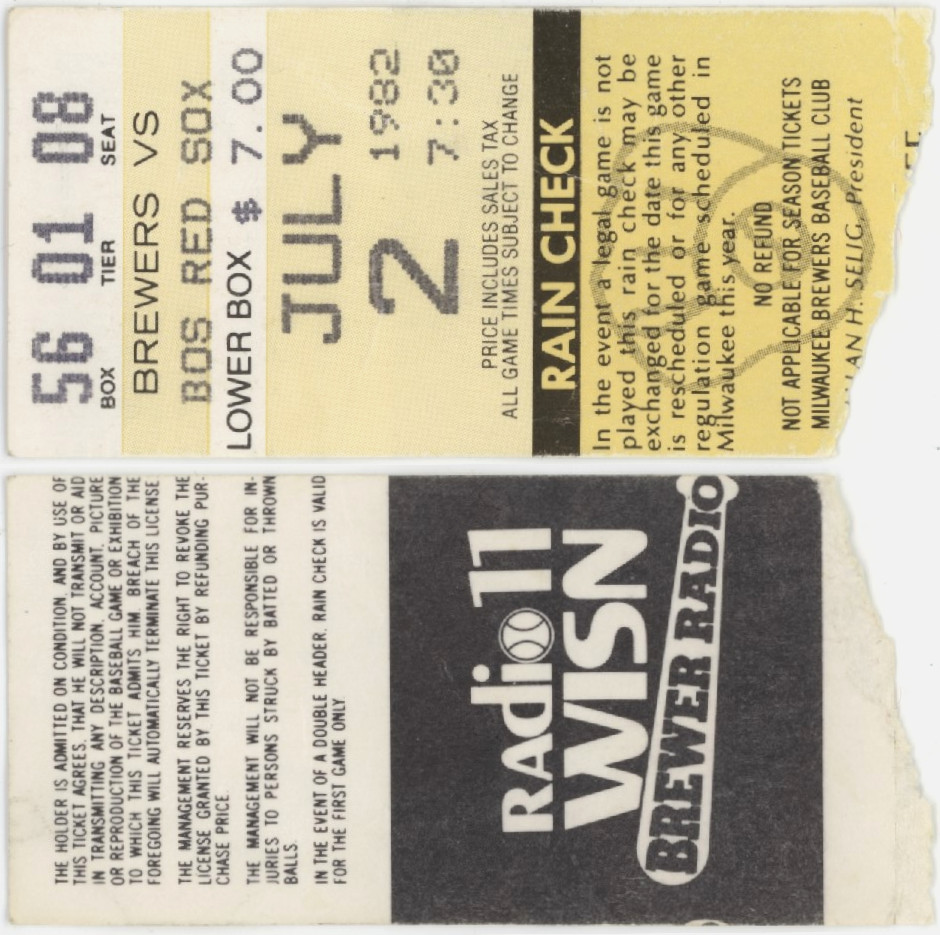 56 01 08
BOX TIER SEAT
BREWERS VS
BOS RED SOX
LOWER BOX $ 7.00
JULY
2 1982
7:30
PRICE INCLUDES SALES TAX
ALL GAME TIMES SUBJECT TO CHANGE
RAIN CHECK
In the event a legal game is not
played this rain check may be
exchanged for the date this game
is rescheduled or for any other
regulation game scheduled in
Milwaukee this year.
NO REFUND
NOT APPLICABLE FOR SEASON TICKETS
MILWAUKEE BREWERS BASEBALL CLUB
H. SELIG, President
THE HOLDER IS ADMITTED ON CONDITION, AND BY USE OF
THIS TICKET AGREES, THAT HE WILL NOT TRANSMIT OR AID
IN TRANSMITTING ANY DESCRIPTION, ACCOUNT, PICTURE
OR REPRODUCTION OF THE BASEBALL GAME OR EXHIBITION
TO WHICH THIS TICKET ADMITS HIM. BREACH OF THE
FOREGOING WILL AUTOMATICALLY TERMINATE THIS LICENSE
THE MANAGEMENT RESERVES THE RIGHT TO REVOKE THE
LICENSE GRANTED BY THIS TICKET BY REFUNDING PUR-
CHASE PRICE.
THE MANAGEMENT WILL NOT BE RESPONSIBLE FOR IN-
JURIES TO PERSONS STRUCK BY BATTED OR THROWN
BALLS.
IN THE EVENT OF A DOUBLE HEADER, RAIN CHECK IS VALID
FOR THE FIRST GAME ONLY
RADIO 11
WISN
BREWER RADIO